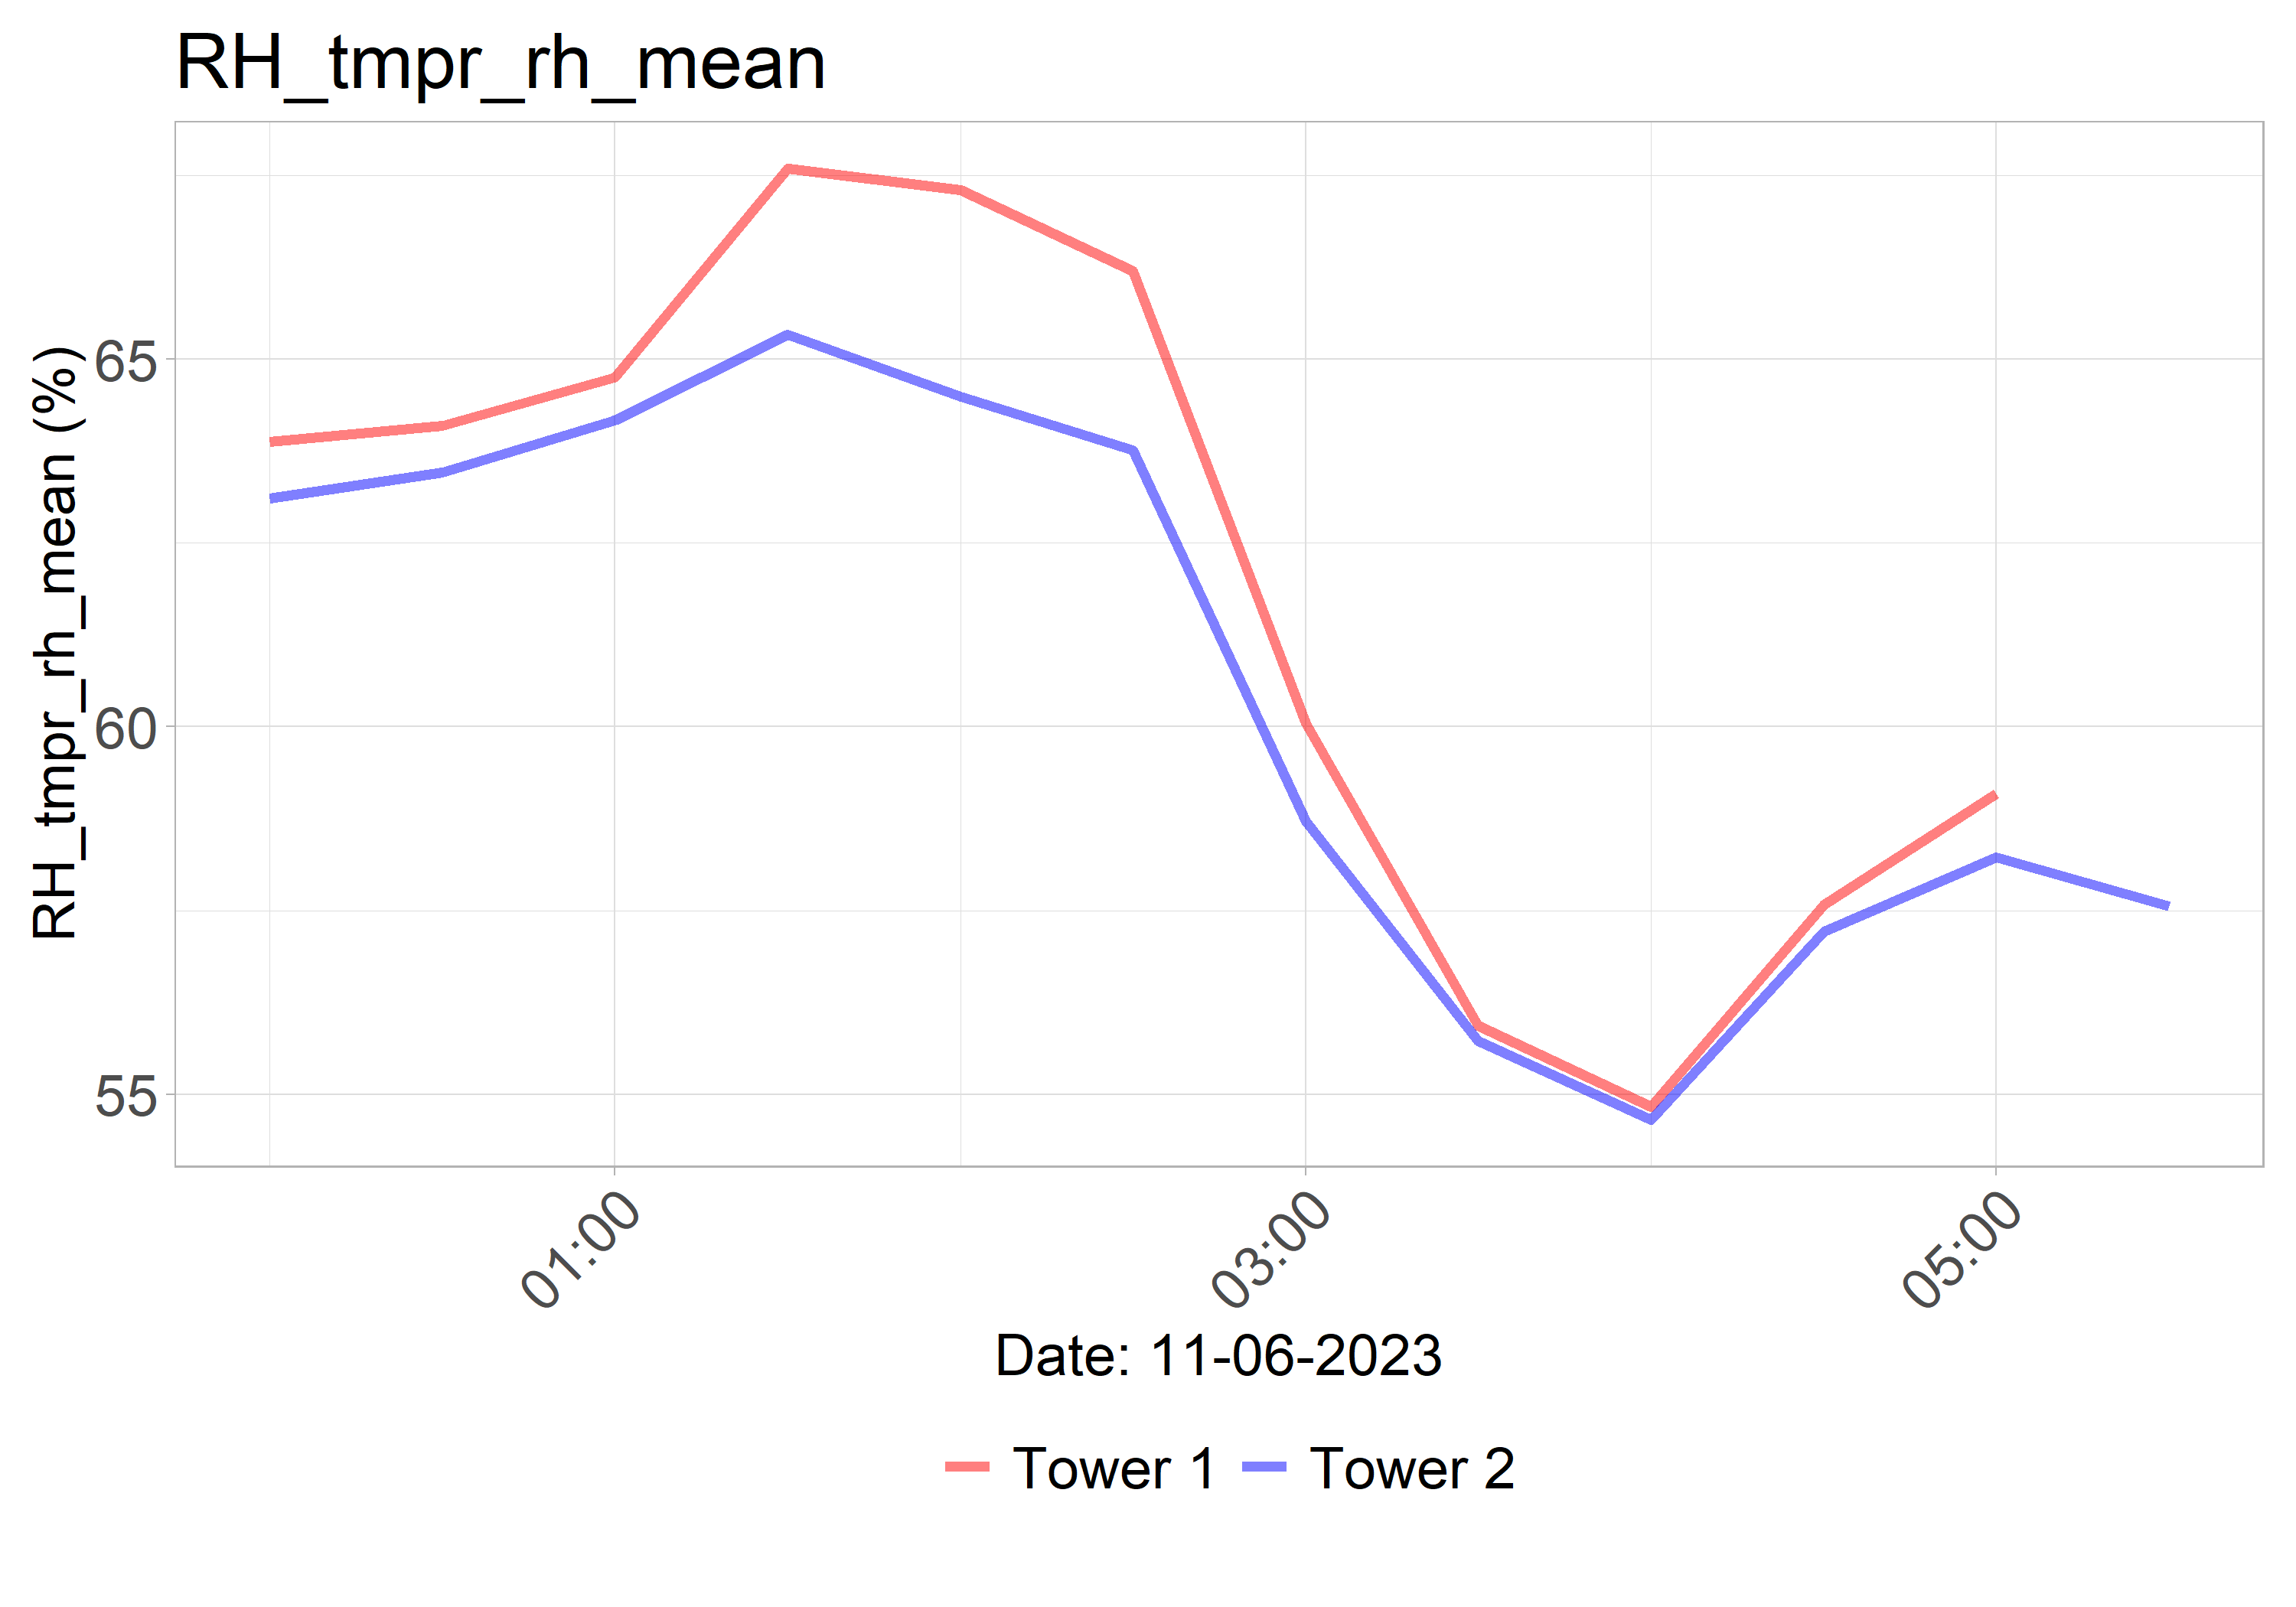 RH_tmpr_rh_mean
RH_tmpr_rh_mean (%)
65
60
55
01:00
03:00
05:00
Date: 11-06-2023
Tower 1
Tower 2